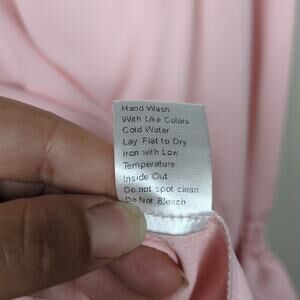 Hand Wash
With Like Colors
Cold Water
Lay Flat to Dry
Iron with Low
Temperature
Inside Out
Do not spot clean
Do Not Bleach